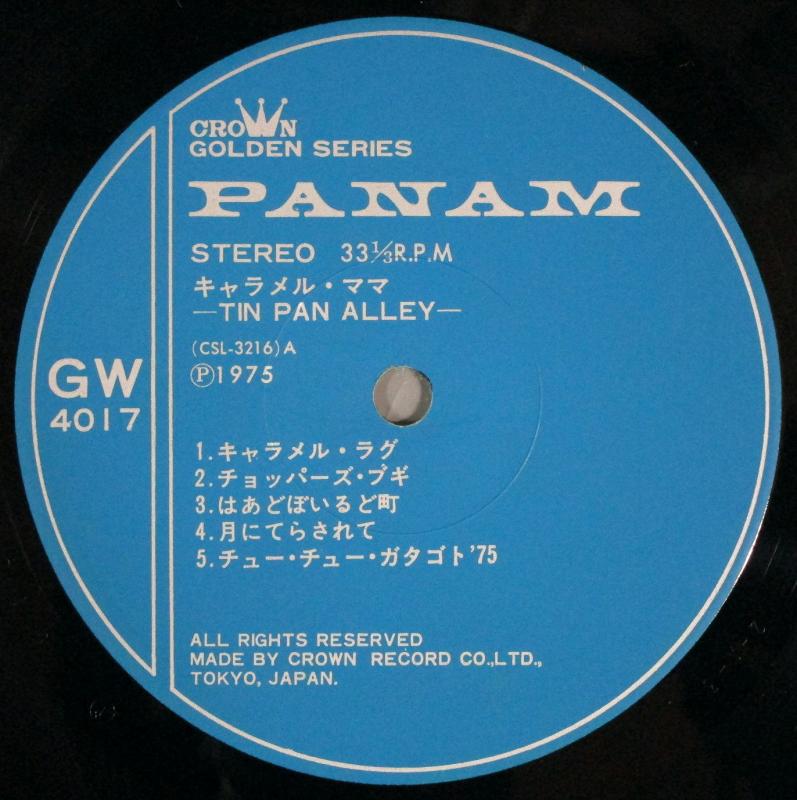 CROWN
GOLDEN SERIES
PANAM
STEREO 33⅓R.P.M
キャラメル・ママ
—TIN PAN ALLEY—
(CSL-3216) A
Ⓟ1975
GW
4017
1.キャラメル・ラグ
2.チョッパーズ・ブギ
3.はあどぼいるど町
4.月にてらされて
5.チュー・チュー・ガタゴト'75
ALL RIGHTS RESERVED
MADE BY CROWN RECORD CO.,LTD.,
TOKYO, JAPAN.